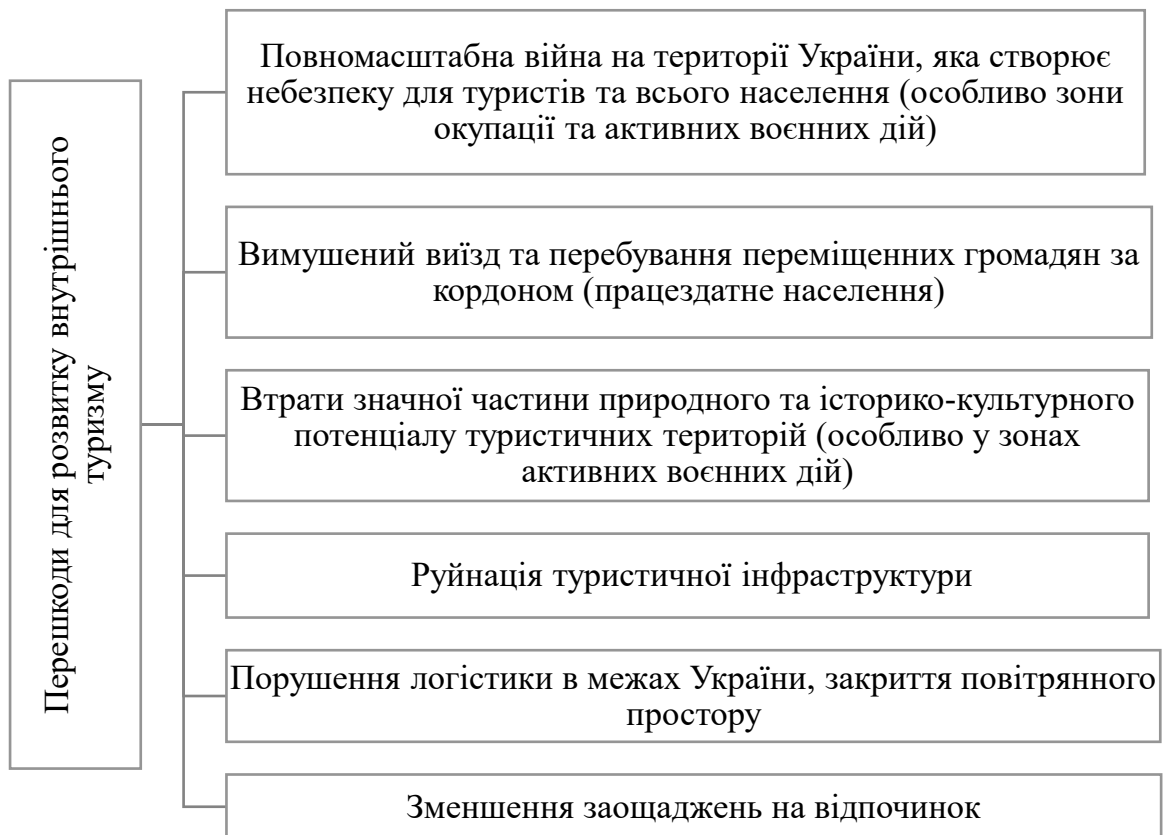 Перешкоди для розвитку внутрішнього
туризму
Повномасштабна війна на території України, яка створює
небезпеку для туристів та всього населення (особливо зони
окупації та активних воєнних дій)
Вимушений виїзд та перебування переміщенних громадян за
кордоном (працездатне населення)
Втрати значної частини природного та історико-культурного
потенціалу туристичних територій (особливо у зонах
активних воєнних дій)
Руйнація туристичної інфраструктури
Порушення логістики в межах України, закриття повітрянного
простору
Зменшення заощаджень на відпочинок